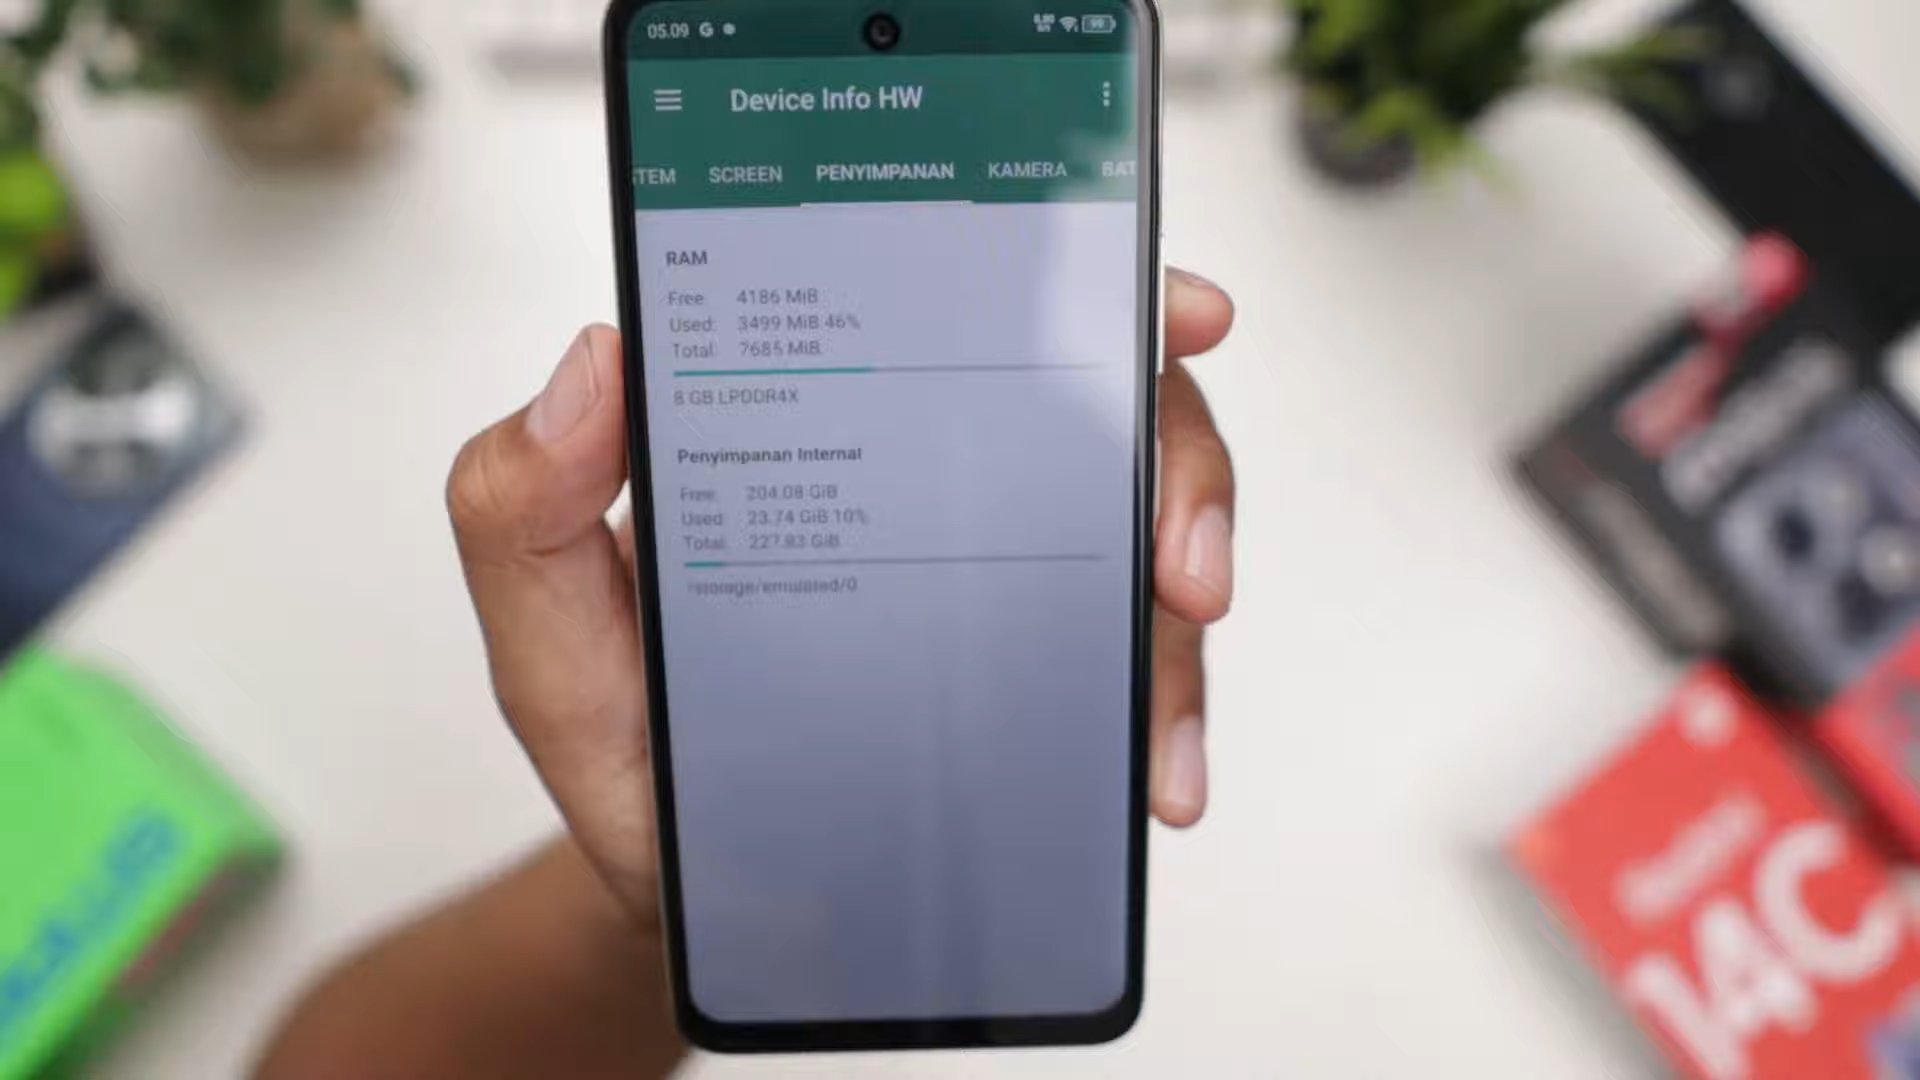 05.09 G
99
Device Info HW
TEM SCREEN PENYIMPANAN KAMERA BAT
RAM
Free: 4186 MiB
Used: 3499 MiB 46%
Total: 7685 MiB
8 GB LPDDR4X
Penyimpanan Internal
Free: 204.08 GiB
Used: 23.74 GiB 10%
Total: 227.83 GiB
/storage/emulated/0
14C